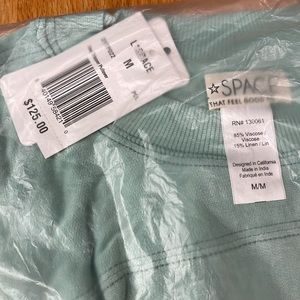 L*SPACE
M
$125.00
☆SPACE
THAT FEEL GOOD
RN# 130061
85% Viscose /
Viscose
15% Linen / Lin
Designed in California
Made in India
Fabriqué en Inde
M/M